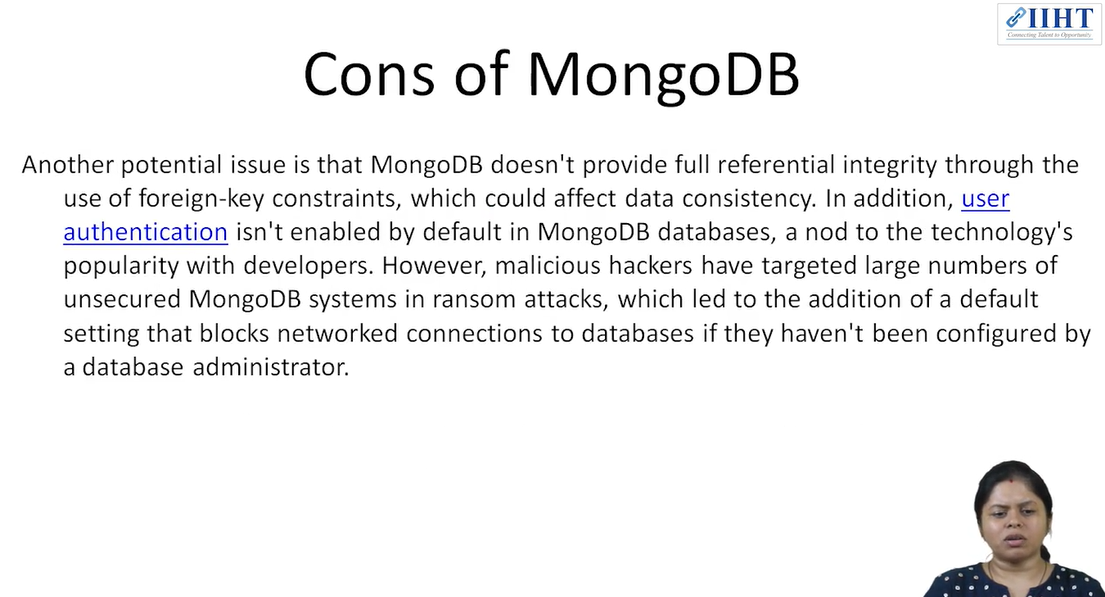 IIHT
Connecting Talent to Opportunity
Cons of MongoDB
Another potential issue is that MongoDB doesn't provide full referential integrity through the
use of foreign-key constraints, which could affect data consistency. In addition, user
authentication isn't enabled by default in MongoDB databases, a nod to the technology's
popularity with developers. However, malicious hackers have targeted large numbers of
unsecured MongoDB systems in ransom attacks, which led to the addition of a default
setting that blocks networked connections to databases if they haven't been configured by
a database administrator.